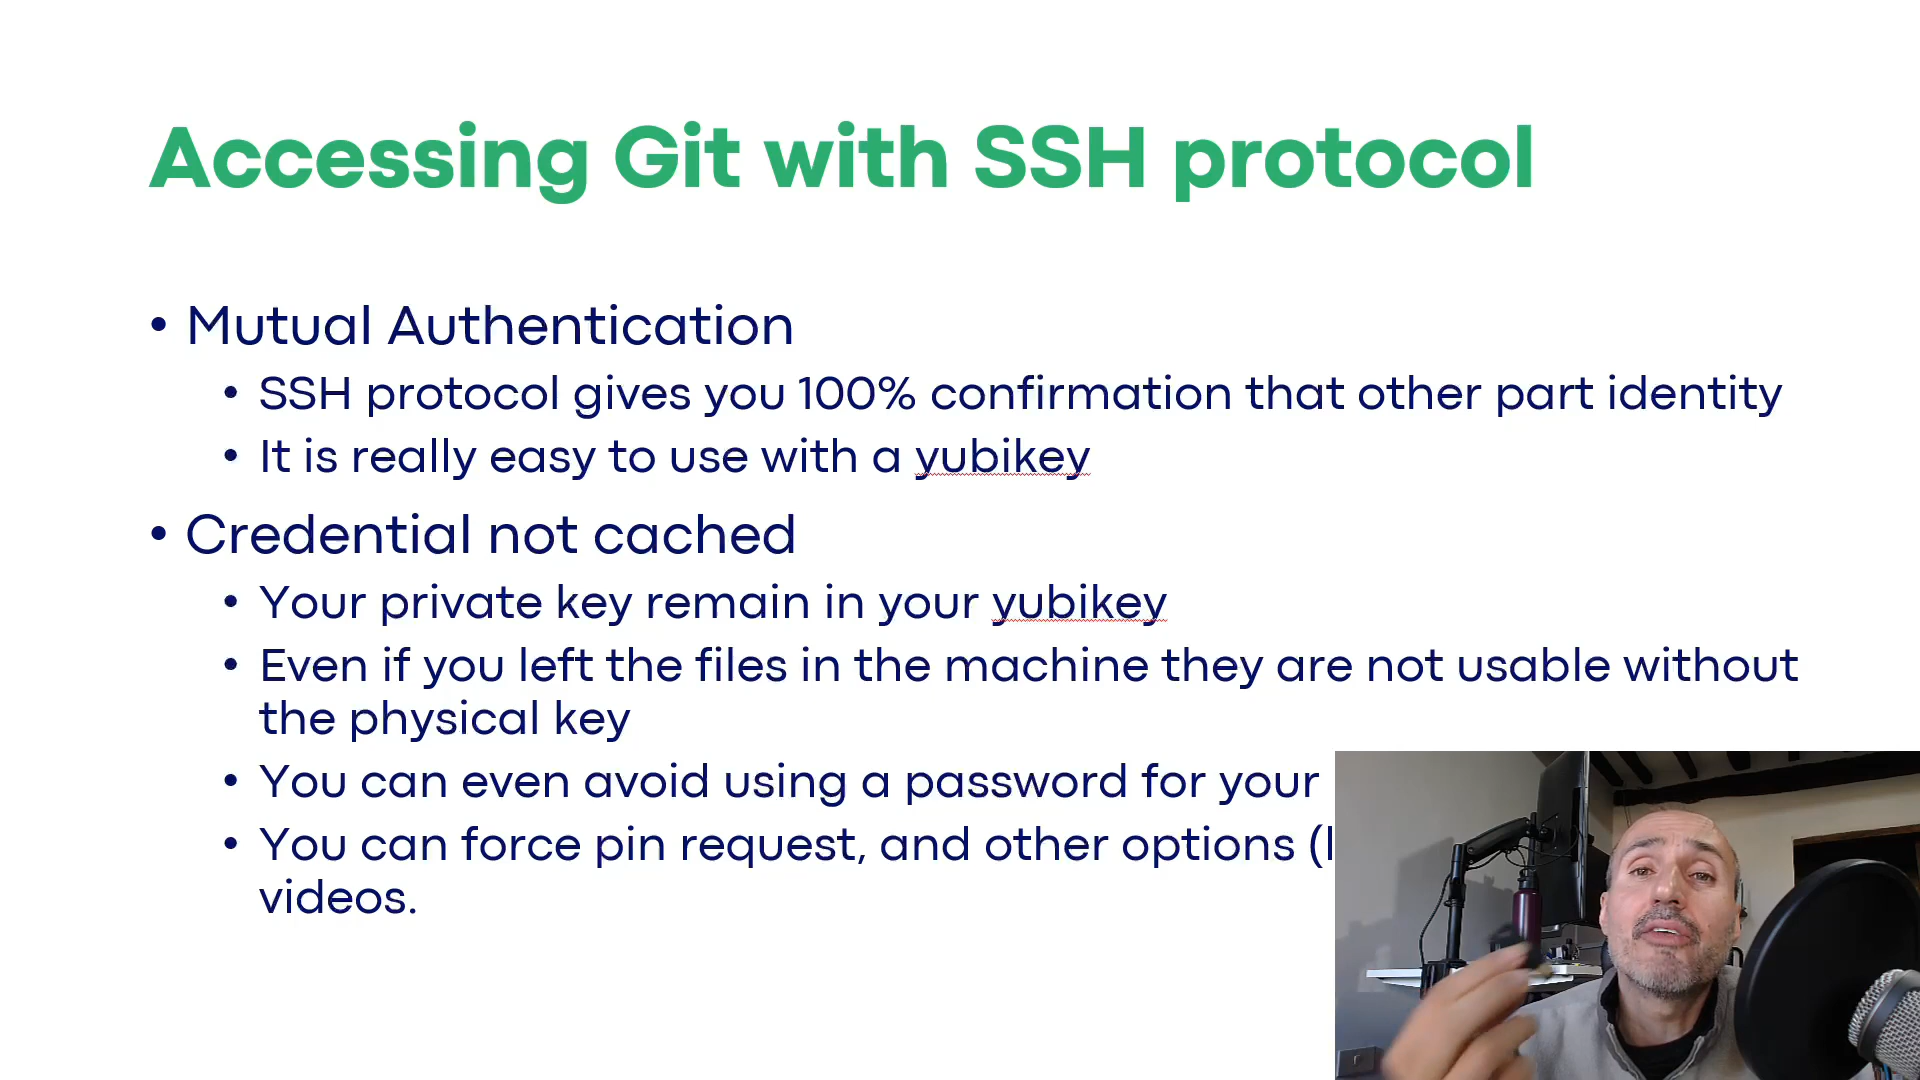 Accessing Git with SSH protocol
• Mutual Authentication
• SSH protocol gives you 100% confirmation that other part identity
• It is really easy to use with a yubikey
• Credential not cached
• Your private key remain in your yubikey
• Even if you left the files in the machine they are not usable without
the physical key
• You can even avoid using a password for your
• You can force pin request, and other options (
videos.